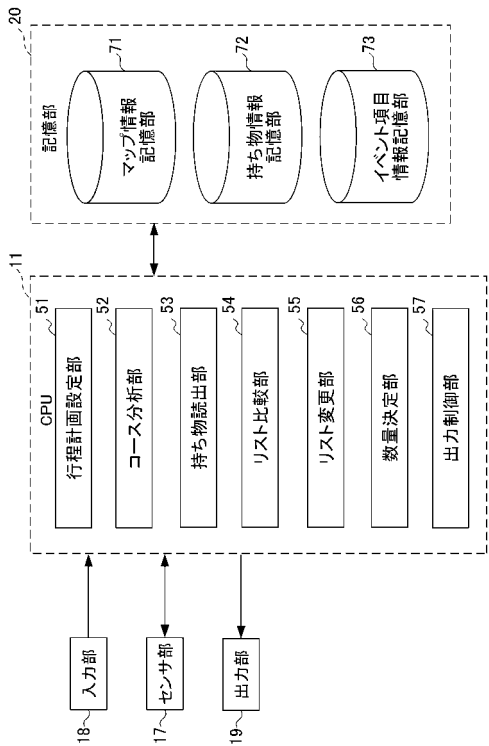 18
入力部
17
センサ部
19
出力部
11
CPU
51
行程計画設定部
52
コース分析部
53
持ち物読出部
54
リスト比較部
55
リスト変更部
56
数量決定部
57
出力制御部
20
記憶部
71
マップ情報
記憶部
72
持ち物情報
記憶部
73
イベント項目
情報記憶部